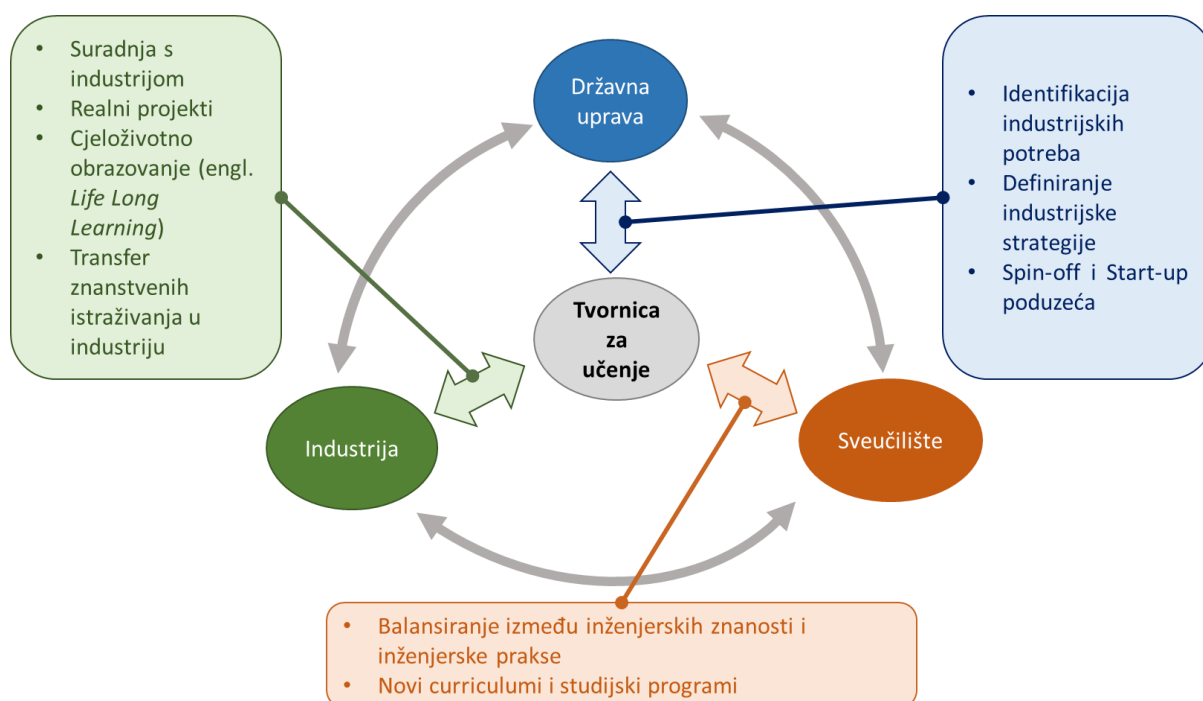 • Suradnja s
industrijom
• Realni projekti
• Cjeloživotno
obrazovanje (engl.
Life Long
Learning)
• Transfer
znanstvenih
istraživanja u
industriju
Državna
uprava
• Identifikacija
industrijskih
potreba
• Definiranje
industrijske
strategije
• Spin-off i Start-up
poduzeća
Tvornica
za
učenje
Industrija
Sveučilište
• Balansiranje između inženjerskih znanosti i
inženjerske prakse
• Novi curriculumi i studijski programi